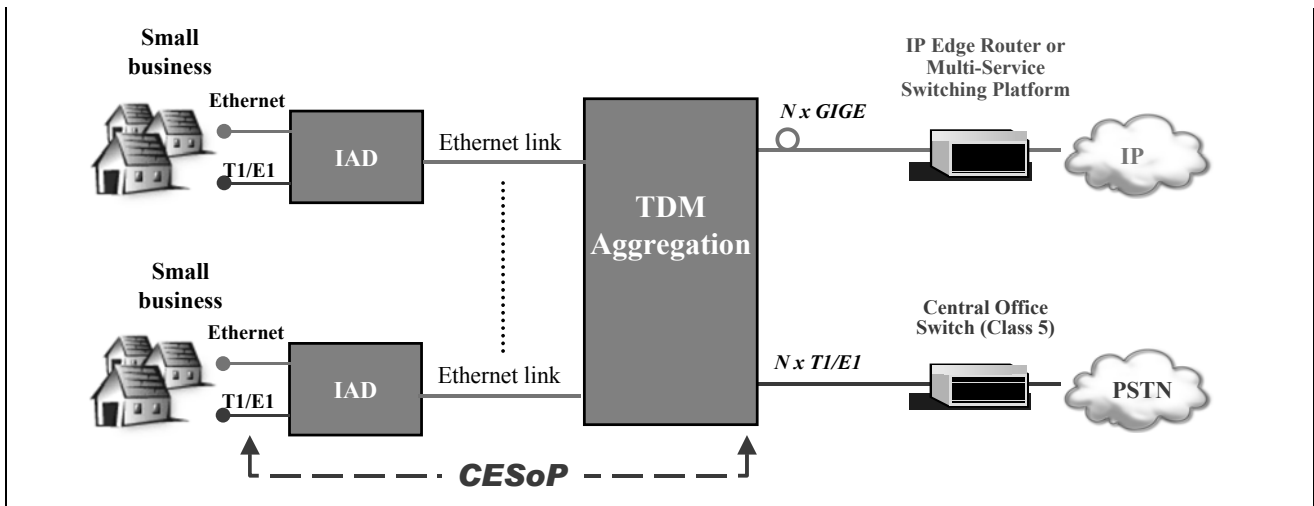 Small
business
Ethernet
T1/E1
IAD
Ethernet link
TDM
Aggregation
N x GIGE
IP Edge Router or
Multi-Service
Switching Platform
IP
Small
business
Ethernet
T1/E1
IAD
Ethernet link
N x T1/E1
Central Office
Switch (Class 5)
PSTN
CESoP